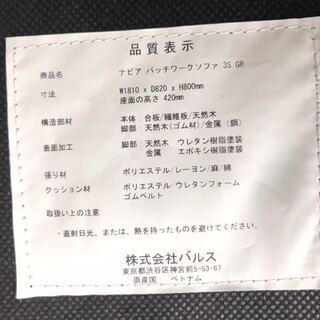 品質表示
商品名 ナビア パッチワークソファ 3S GR
寸法 W1810 x D820 x H800mm
座面の高さ 420mm
構造部材 本体：合板/繊維板/天然木
脚部：天然木(ゴム材)/金属（鋼）
表面加工 脚部：天然木 ウレタン樹脂塗装
金属 エポキシ樹脂塗装
張り材 ポリエステル/レーヨン/麻/綿
クッション材 ポリエステル ウレタンフォーム
ゴムベルト
取扱い上の注意
・直射日光、または、熱を持ったものを避けてください。
株式会社バルス
東京都渋谷区神宮前5-53-67
原産国 ベトナム